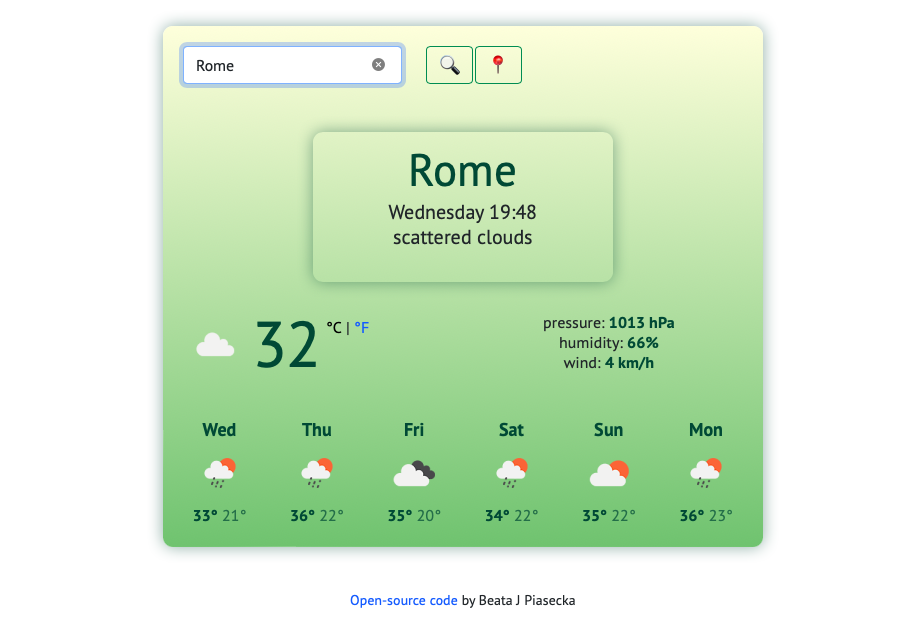 Rome
Rome
Wednesday 19:48
scattered clouds
32 °C | °F
pressure: 1013 hPa
humidity: 66%
wind: 4 km/h
Wed Thu Fri Sat Sun Mon
33° 21° 36° 22° 35° 20° 34° 22° 35° 22° 36° 23°
Open-source code by Beata J Piasecka